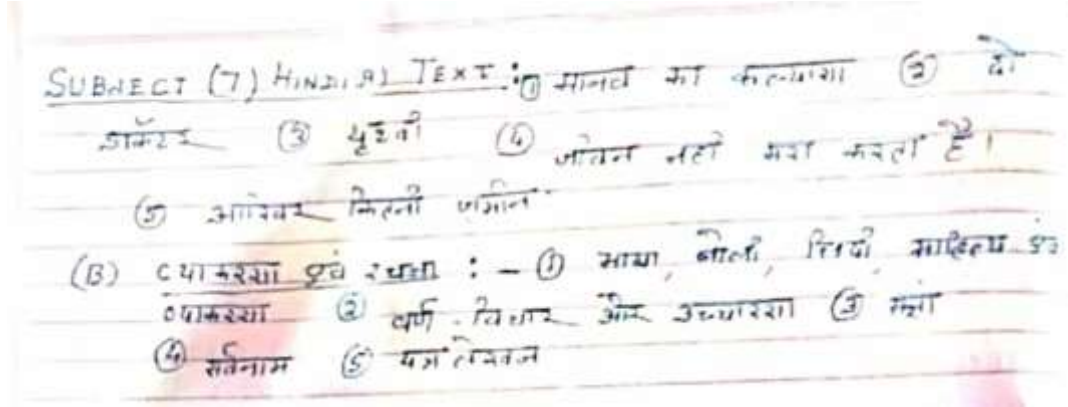 SUBJECT (7) HINDI A) TEXT :① मानव का कल्याण ② दो
डॉक्टर ③ पृथ्वी ④ जीवन नहीं मरा करता है।
⑤ आखिर कितनी जमीन
(B) व्याकरण एवं रचना : - ① भाषा, बोली, लिपी, साहित्य
व्याकरण ② वर्ण - विचार और उच्चारण ③
④ सर्वनाम ⑤ पत्र लेखन